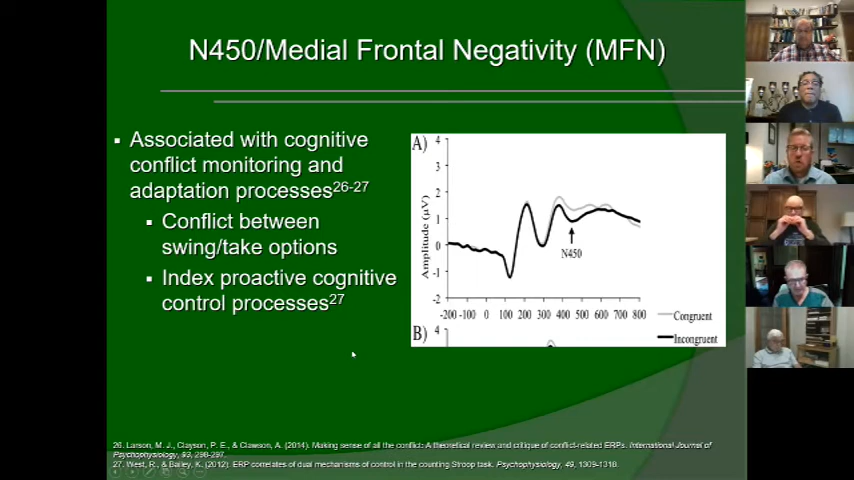 N450/Medial Frontal Negativity (MFN)
▪ Associated with cognitive
conflict monitoring and
adaptation processes26-27
▪ Conflict between
swing/take options
▪ Index proactive cognitive
control processes27
A)
4
3
2
1
0
-1
-2
Amplitude (µV)
N450
-200 -100 0 100 200 300 400 500 600 700 800
Congruent
Incongruent
B)
4
26. Larson, M. J., Clayson, P. E., & Clawson, A. (2014). Making sense of all the conflict: A theoretical review and critique of conflict-related ERPs. International Journal of
Psychophysiology, 93, 298-297.
27. West, R., & Bailey, K. (2012). ERP correlates of dual mechanisms of control in the counting Stroop task. Psychophysiology, 49, 1309-1318.